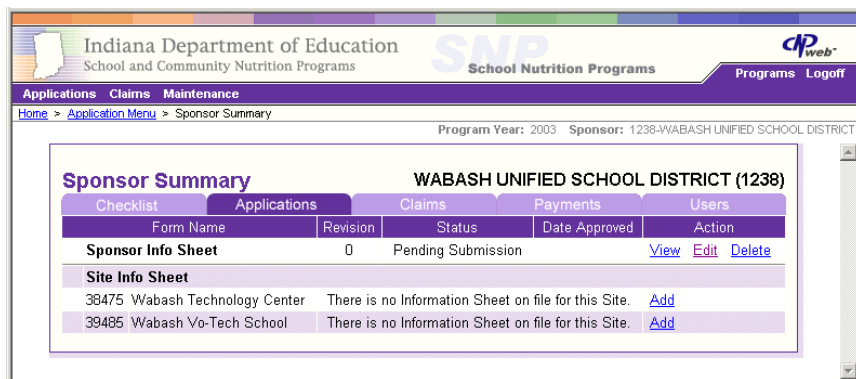 Indiana Department of Education
School and Community Nutrition Programs
SNP
School Nutrition Programs
CNPweb
Programs Logoff
Applications Claims Maintenance
Home > Application Menu > Sponsor Summary
Program Year: 2003 Sponsor: 1238-WABASH UNIFIED SCHOOL DISTRICT
Sponsor Summary WABASH UNIFIED SCHOOL DISTRICT (1238)
Checklist Applications Claims Payments Users
Form Name Revision Status Date Approved Action
Sponsor Info Sheet 0 Pending Submission View Edit Delete
Site Info Sheet
38475 Wabash Technology Center There is no Information Sheet on file for this Site. Add
39485 Wabash Vo-Tech School There is no Information Sheet on file for this Site. Add